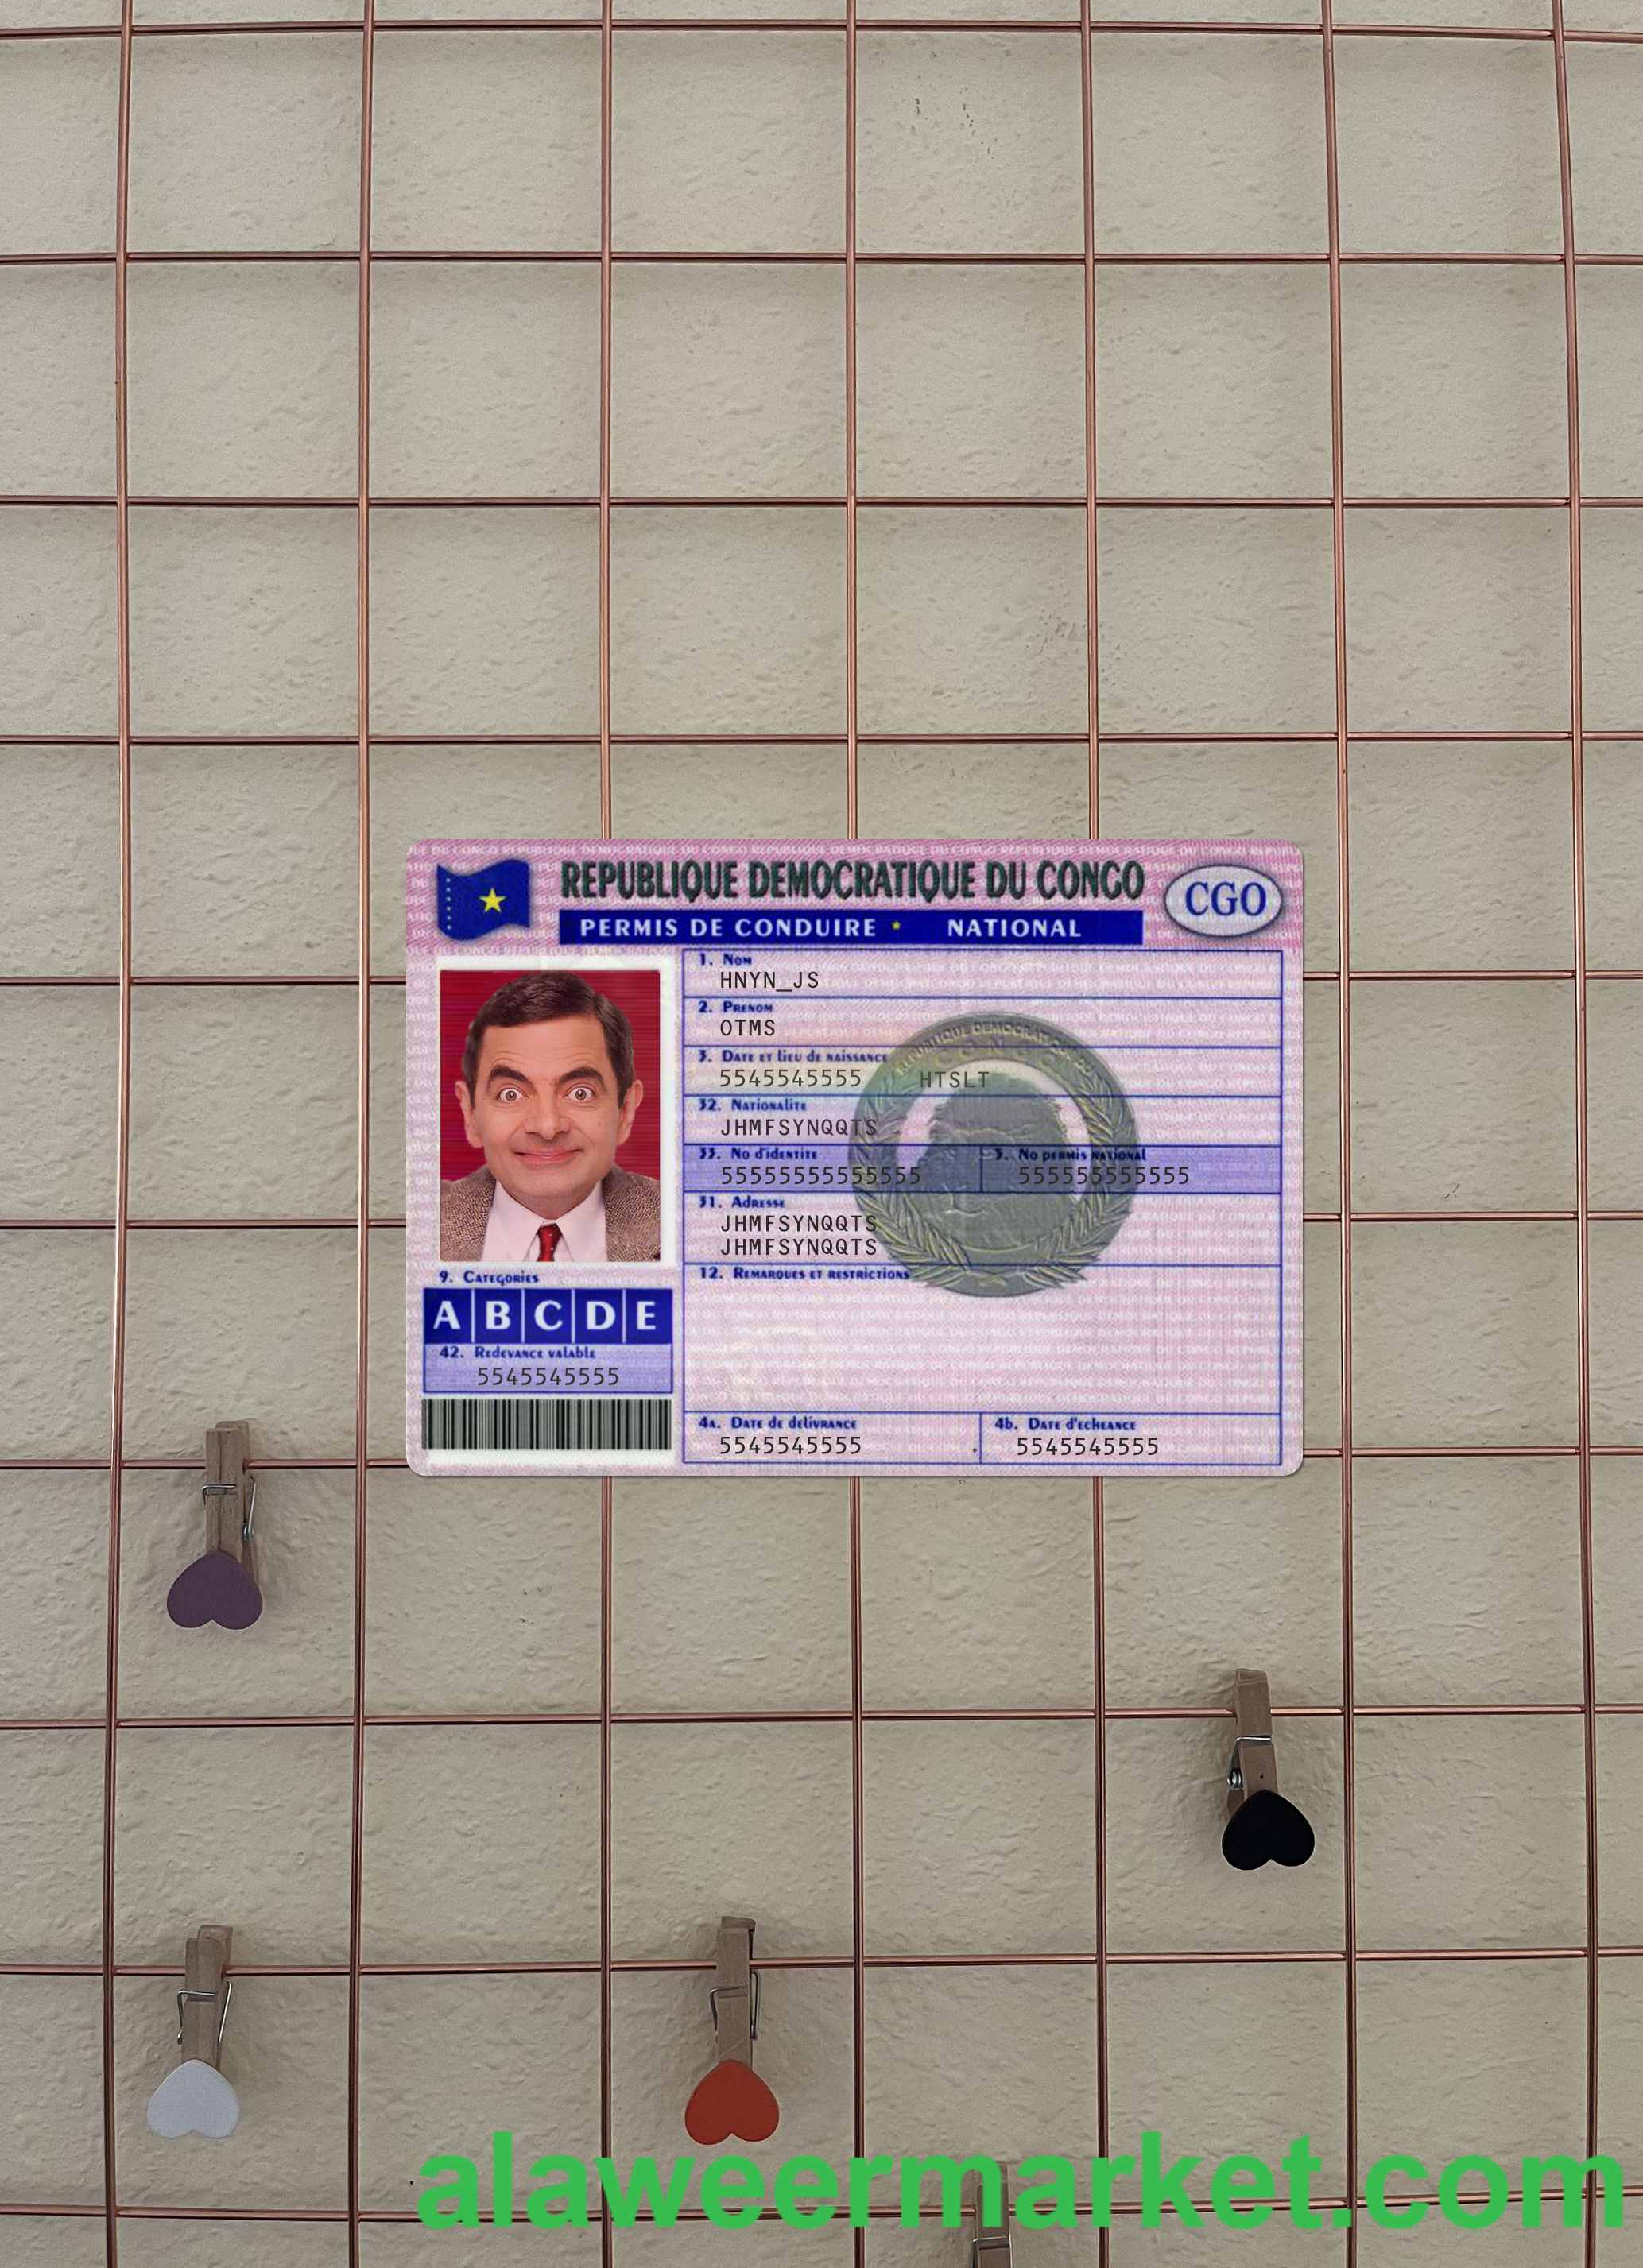 REPUBLIQUE DEMOCRATIQUE DU CONGO
CGO
PERMIS DE CONDUIRE * NATIONAL
1. Nom
HNYN_JS
2. Prenom
OTMS
3. Date et lieu de naissance
5545545555 HTSLT
32. Nationalite
JHMFSYNQQTS
33. No d'identite 5. No permis national
55555555555555 555555555555
31. Adresse
JHMFSYNQQTS
JHMFSYNQQTS
12. Remarques et restrictions
9. Categories
A B C D E
42. Redevance valable
5545545555
4a. Date de delivrance 4b. Date d'echeance
5545545555 5545545555
alaweermarket.com